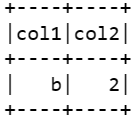 +----+----+
|col1|col2|
+----+----+
|   b|   2|
+----+----+